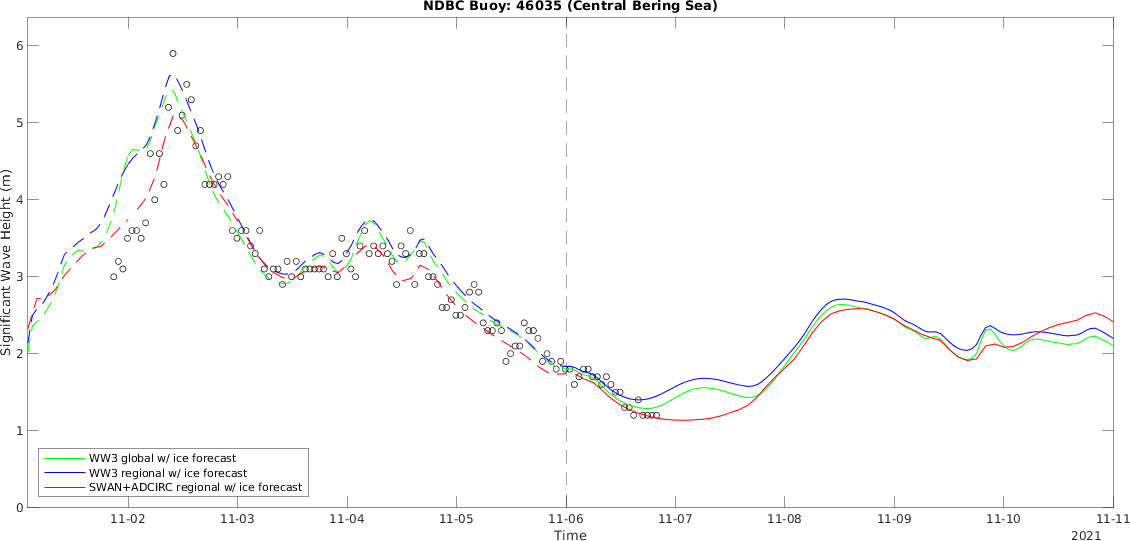 NDBC Buoy: 46035 (Central Bering Sea)
6
5
4
3
2
1
0
Significant Wave Height (m)
WW3 global w/ ice forecast
WW3 regional w/ ice forecast
SWAN+ADCIRC regional w/ ice forecast
11-02 11-03 11-04 11-05 11-06 11-07 11-08 11-09 11-10 11-11
Time
2021